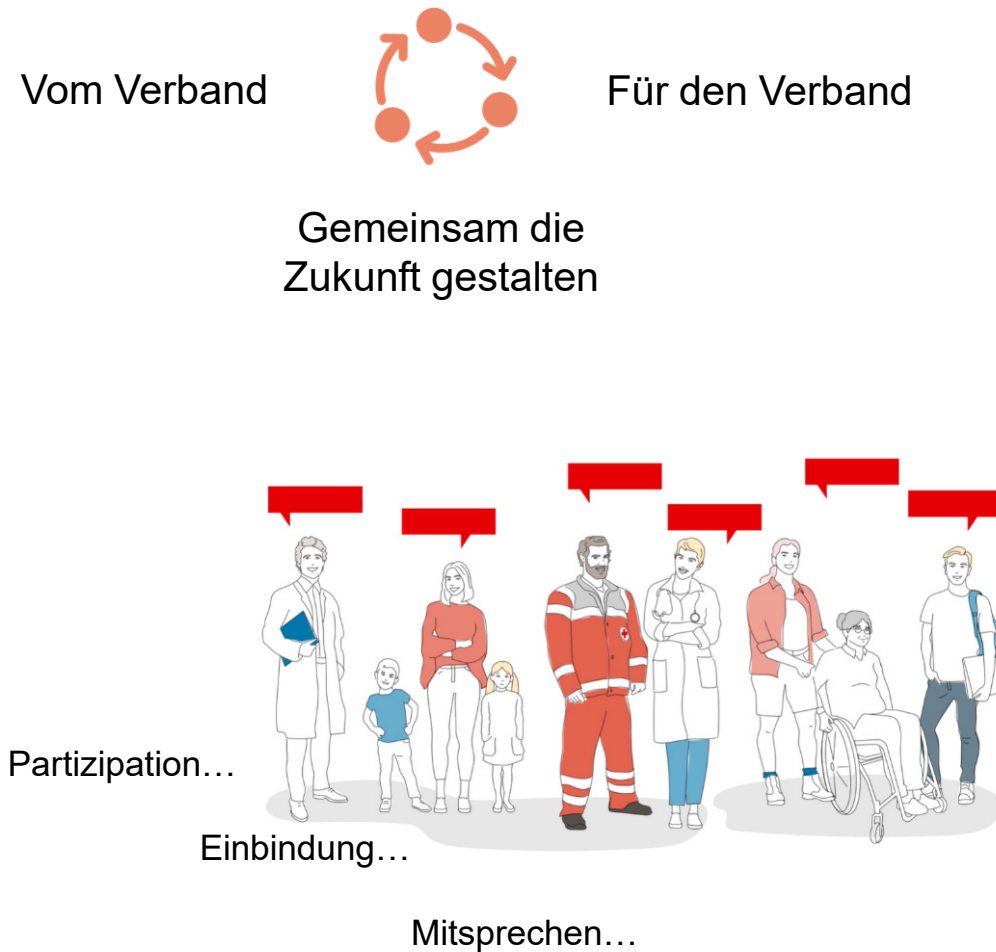 Vom Verband
Für den Verband
Gemeinsam die
Zukunft gestalten
Partizipation…
Einbindung…
Mitsprechen…